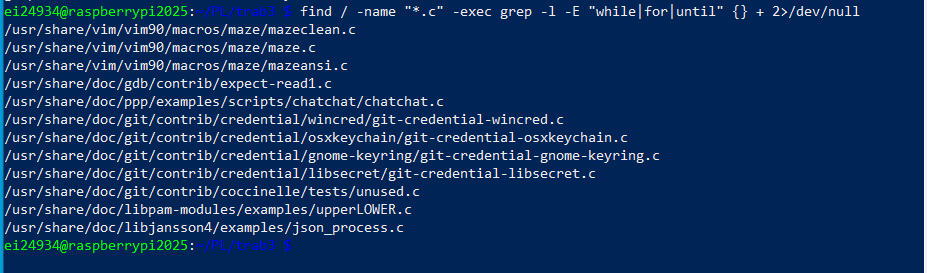 ei24934@raspberrypi2025: $ find / -name "*.c" -exec grep -l -E "while|for|until" {} + 2>/dev/null
/usr/share/vim/vim90/macros/maze/mazeclean.c
/usr/share/vim/vim90/macros/maze/maze.c
/usr/share/vim/vim90/macros/maze/mazeansi.c
/usr/share/doc/gdb/contrib/expect-read1.c
/usr/share/doc/ppp/examples/scripts/chatchat/chatchat.c
/usr/share/doc/git/contrib/credential/wincred/git-credential-wincred.c
/usr/share/doc/git/contrib/credential/osxkeychain/git-credential-osxkeychain.c
/usr/share/doc/git/contrib/credential/gnome-keyring/git-credential-gnome-keyring.c
/usr/share/doc/git/contrib/credential/libsecret/git-credential-libsecret.c
/usr/share/doc/git/contrib/coccinelle/tests/unused.c
/usr/share/doc/libpam-modules/examples/upperLOWER.c
/usr/share/doc/libjansson4/examples/json_process.c
ei24934@raspberrypi2025: $